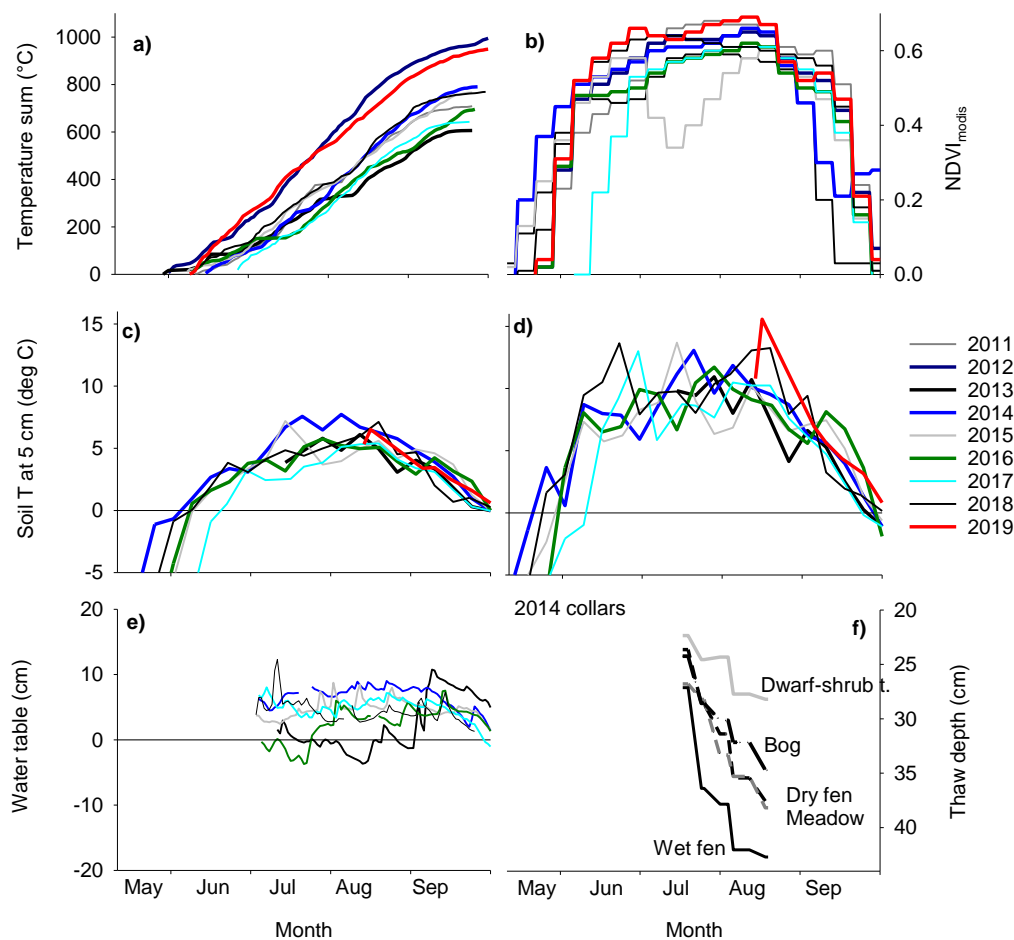 a)
b)
Temperature sum (°C)
1000
800
600
400
200
0
0.6
0.4
0.2
0.0
NDVImodis
c)
d)
Soil T at 5 cm (deg C)
15
10
5
0
-5
2011
2012
2013
2014
2015
2016
2017
2018
2019
e)
2014 collars
f)
Water table (cm)
20
10
0
-10
-20
Dwarf-shrub t.
Bog
Dry fen
Meadow
Wet fen
20
25
30
35
40
Thaw depth (cm)
May Jun Jul Aug Sep
May Jun Jul Aug Sep
Month
Month